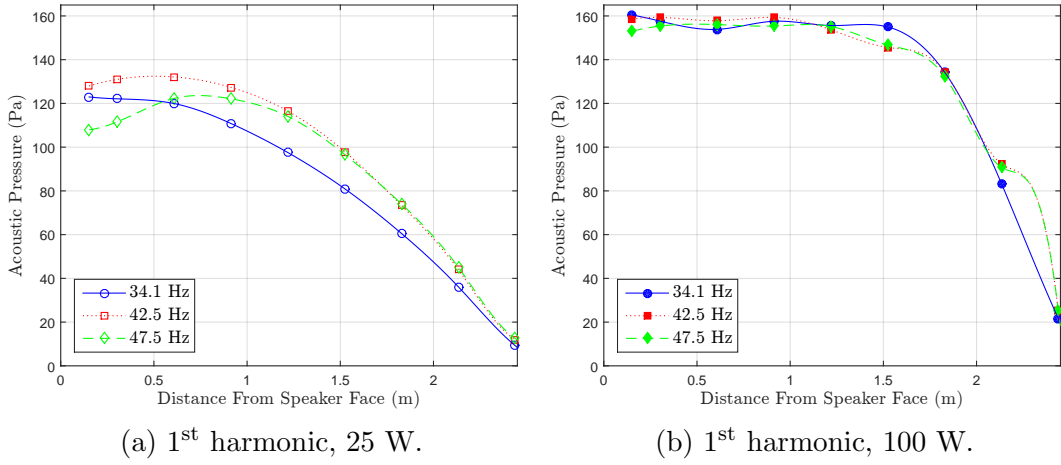 160
140
120
100
80
60
40
20
0
Acoustic Pressure (Pa)
34.1 Hz
42.5 Hz
47.5 Hz
0 0.5 1 1.5 2
Distance From Speaker Face (m)
(a) 1st harmonic, 25 W.
160
140
120
100
80
60
40
20
0
Acoustic Pressure (Pa)
34.1 Hz
42.5 Hz
47.5 Hz
0 0.5 1 1.5 2
Distance From Speaker Face (m)
(b) 1st harmonic, 100 W.